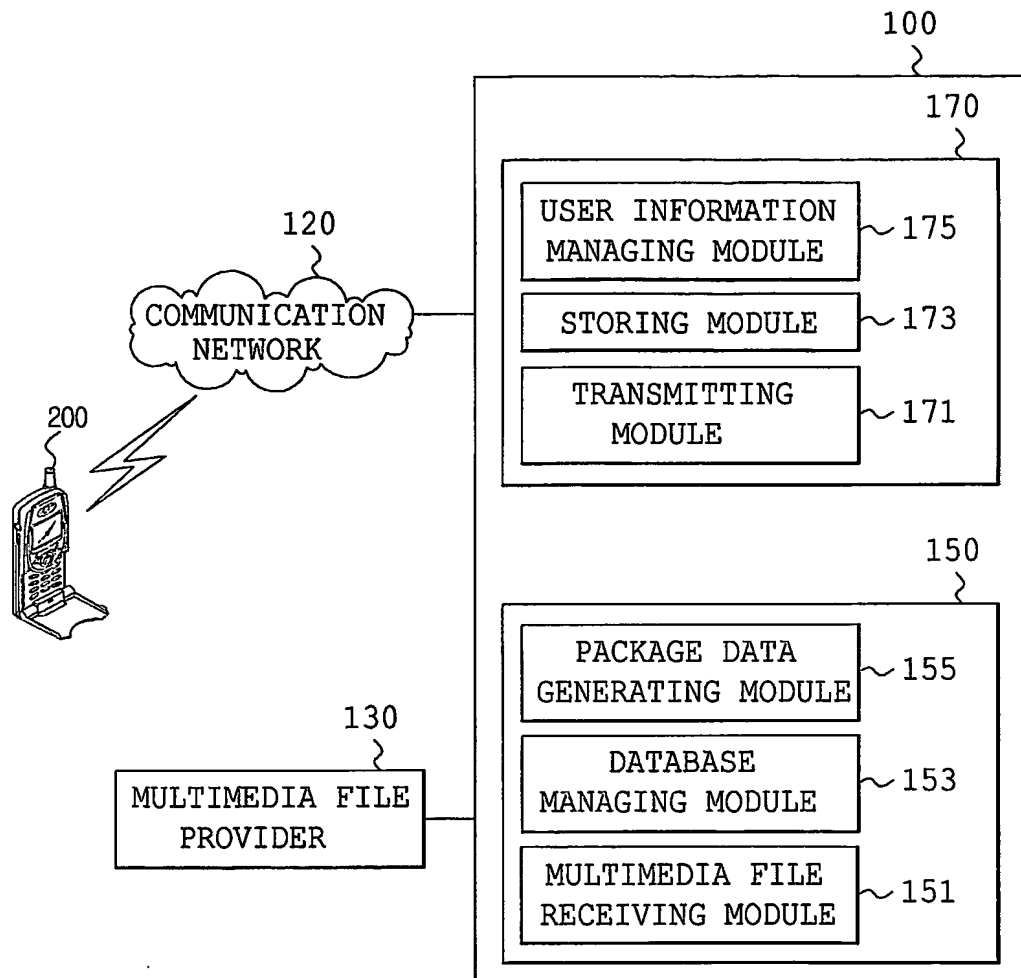 100
170
USER INFORMATION
MANAGING MODULE
175
STORING MODULE
173
TRANSMITTING
MODULE
171
120
COMMUNICATION
NETWORK
200
150
PACKAGE DATA
GENERATING MODULE
155
DATABASE
MANAGING MODULE
153
MULTIMEDIA FILE
RECEIVING MODULE
151
130
MULTIMEDIA FILE
PROVIDER